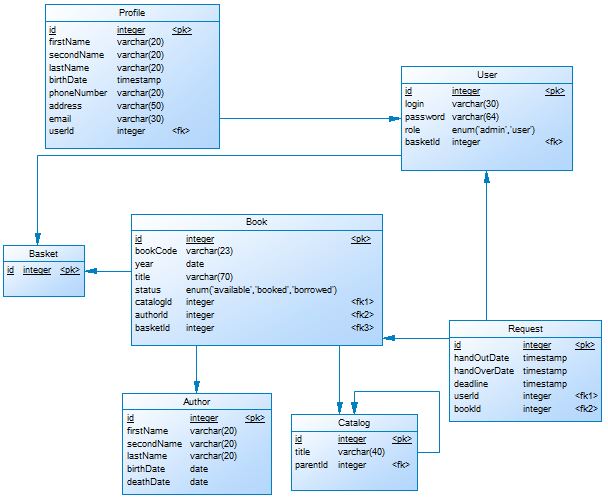 Profile
id integer <pk>
firstName varchar(20)
secondName varchar(20)
lastName varchar(20)
birthDate timestamp
phoneNumber varchar(20)
address varchar(50)
email varchar(30)
userId integer <fk>
User
id integer <pk>
login varchar(30)
password varchar(64)
role enum('admin','user')
basketId integer <fk>
Basket
id integer <pk>
Book
id integer <pk>
bookCode varchar(23)
year date
title varchar(70)
status enum('available','booked','borrowed')
catalogId integer <fk1>
authorId integer <fk2>
basketId integer <fk3>
Request
id integer <pk>
handOutDate timestamp
handOverDate timestamp
deadline timestamp
userId integer <fk1>
bookId integer <fk2>
Author
id integer <pk>
firstName varchar(20)
secondName varchar(20)
lastName varchar(20)
birthDate date
deathDate date
Catalog
id integer <pk>
title varchar(40)
parentId integer <fk>